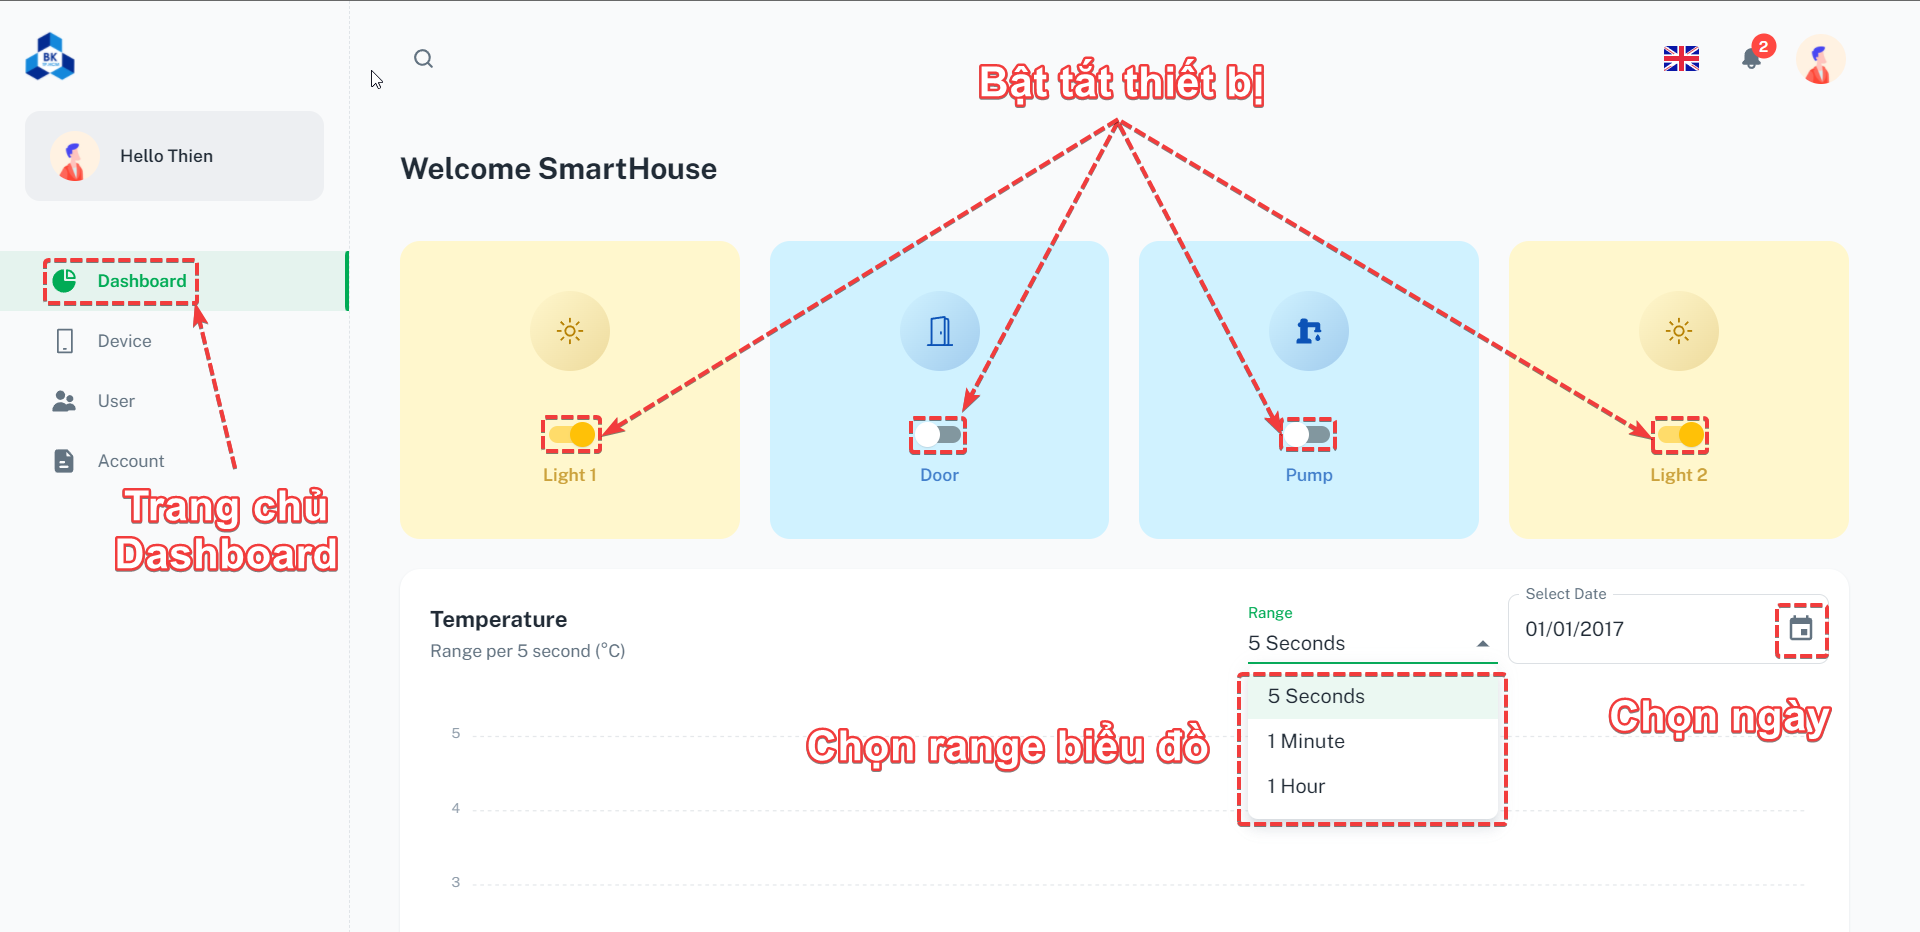 BK
2
Bật tắt thiết bị
Hello Thien
Welcome SmartHouse
Dashboard
Device
User
Account
Trang chủ
Dashboard
Light 1
Door
Pump
Light 2
Temperature
Range per 5 second (°C)
Range
5 Seconds
Select Date
01/01/2017
5 Seconds
1 Minute
1 Hour
Chọn range biểu đồ
Chọn ngày
5
4
3